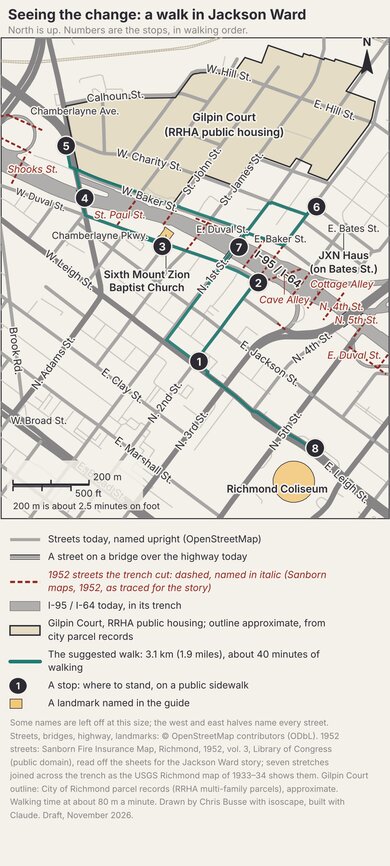 Seeing the change: a walk in Jackson Ward
North is up. Numbers are the stops, in walking order.
N
W. Hill St.
Calhoun St.
E. Hill St.
Chamberlayne Ave.
Gilpin Court
(RRHA public housing)
5
W. Charity St.
St. John St.
St. James St.
Shooks St.
W. Baker St.
W. Duval St.
4
St. Paul St.
6
E. Duval St.
E. Bates St.
Chamberlayne Pkwy.
3
7
E. Baker St.
I-95 / I-64
JXN Haus
(on Bates St.)
W. Leigh St.
Sixth Mount Zion
Baptist Church
N. 1st St.
2
Cottage Alley
Cave Alley
N. 4th St.
N. 5th St.
Brook Rd.
N. Adams St.
1
E. Jackson St.
N. 4th St.
E. Duval St.
E. Clay St.
N. 2nd St.
N. 3rd St.
W. Broad St.
N. 5th St.
E. Marshall St.
8
E. Leigh St.
200 m
500 ft
200 m is about 2.5 minutes on foot
Richmond Coliseum
Streets today, named upright (OpenStreetMap)
A street on a bridge over the highway today
1952 streets the trench cut: dashed, named in italic (Sanborn
maps, 1952, as traced for the story)
I-95 / I-64 today, in its trench
Gilpin Court, RRHA public housing; outline approximate, from
city parcel records
The suggested walk: 3.1 km (1.9 miles), about 40 minutes of
walking
1 A stop: where to stand, on a public sidewalk
A landmark named in the guide
Some names are left off at this size; the west and east halves name every street.
Streets, bridges, highway, landmarks: © OpenStreetMap contributors (ODbL). 1952
streets: Sanborn Fire Insurance Map, Richmond, 1952, vol. 3, Library of Congress
(public domain), read off the sheets for the Jackson Ward story; seven stretches
joined across the trench as the USGS Richmond map of 1933–34 shows them. Gilpin Court
outline: City of Richmond parcel records (RRHA multi-family parcels), approximate.
Walking time at about 80 m a minute. Drawn by Chris Busse with isoscape, built with
Claude. Draft, November 2026.